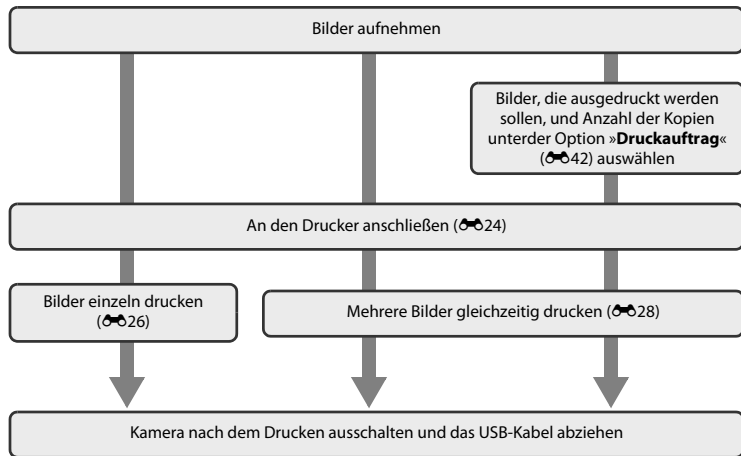 Bilder aufnehmen
Bilder, die ausgedruckt werden
sollen, und Anzahl der Kopien
unterder Option »Druckauftrag«
(42) auswählen
An den Drucker anschließen (24)
Bilder einzeln drucken
(26)
Mehrere Bilder gleichzeitig drucken (28)
Kamera nach dem Drucken ausschalten und das USB-Kabel abziehen